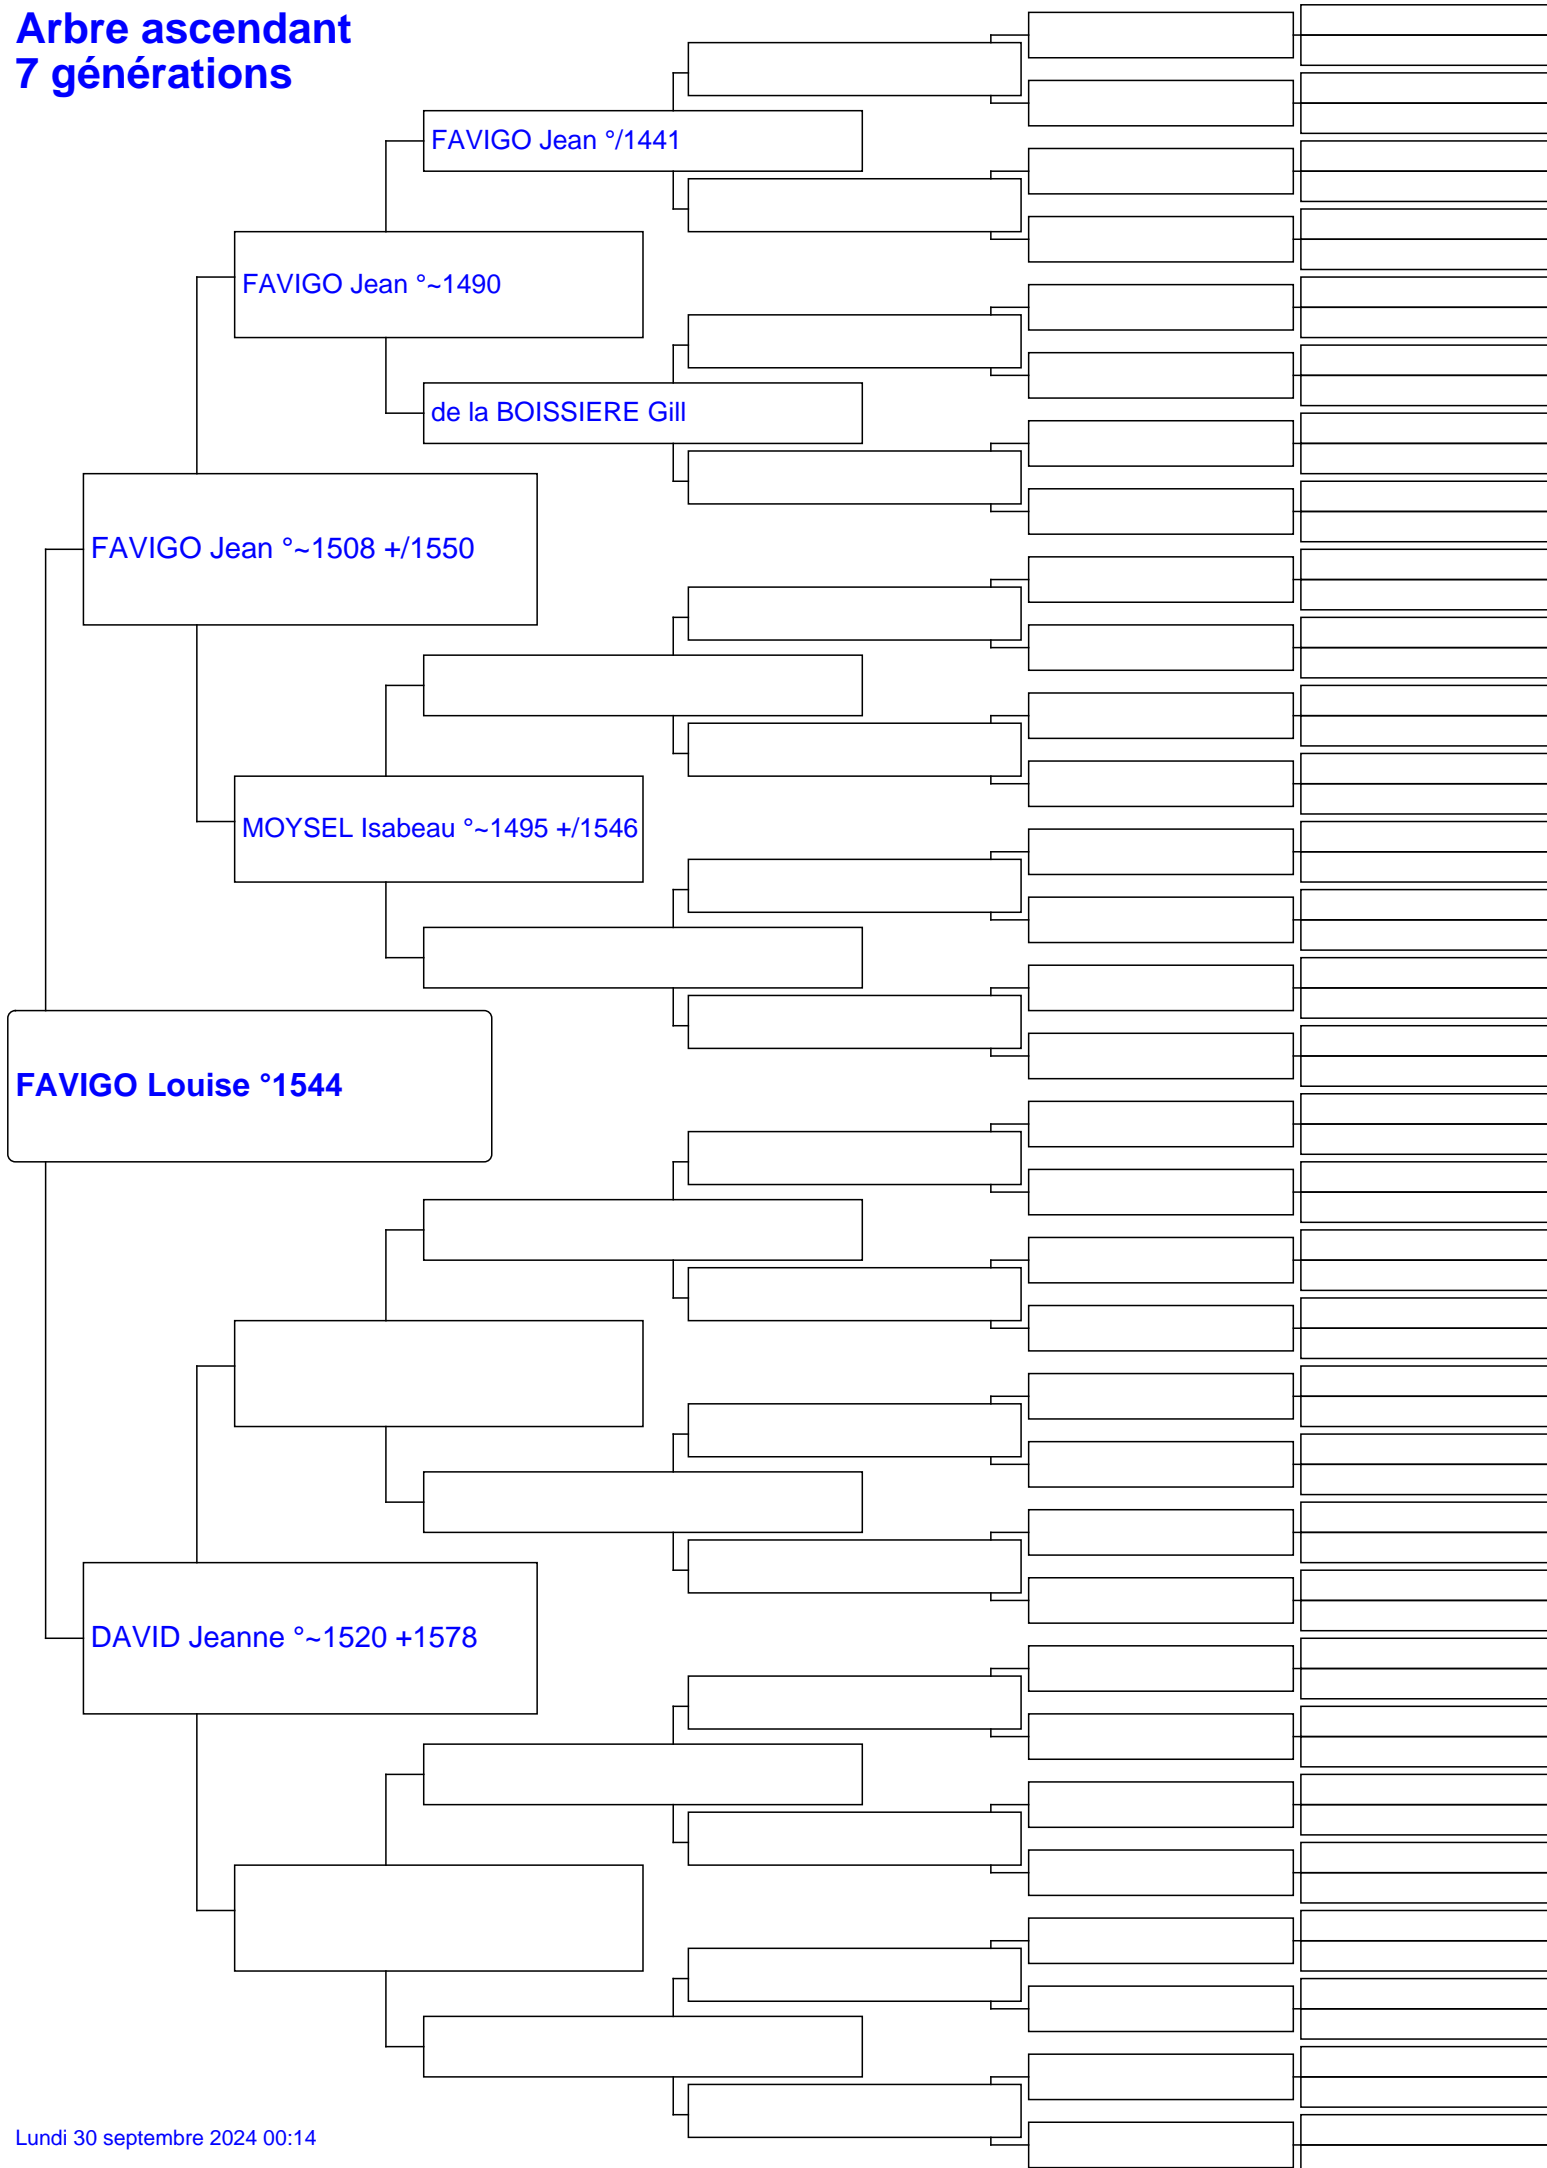 Arbre ascendant
7 générations
FAVIGO Jean °/1441
FAVIGO Jean °~1490
de la BOISSIERE Gill
FAVIGO Jean °~1508 +/1550
MOYSEL Isabeau °~1495 +/1546
FAVIGO Louise °1544
DAVID Jeanne °~1520 +1578
Lundi 30 septembre 2024 00:14